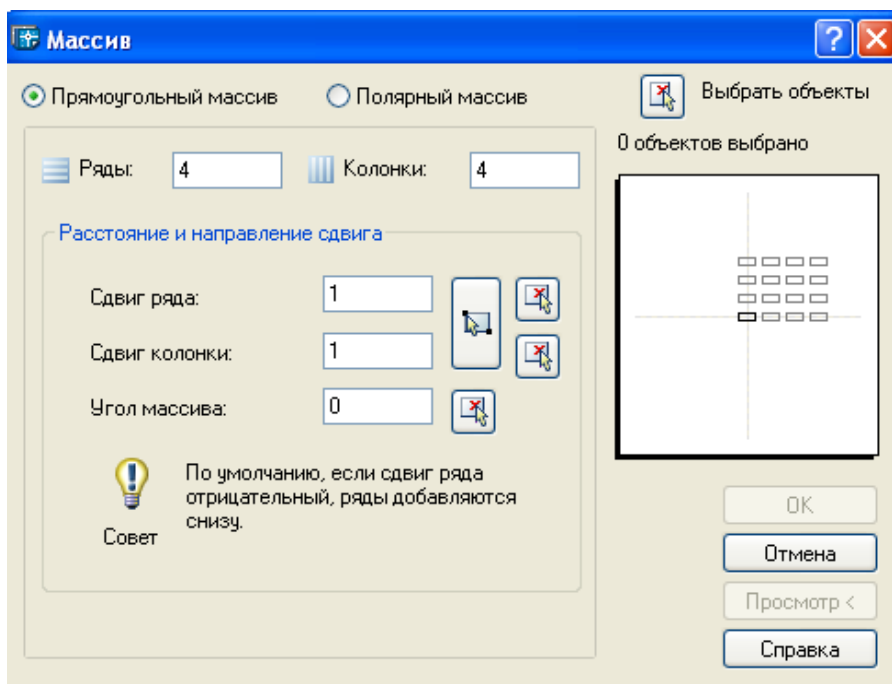 Массив
Прямоугольный массив
Полярный массив
Выбрать объекты
0 объектов выбрано
Ряды:
4
Колонки:
4
Расстояние и направление сдвига
Сдвиг ряда:
1
Сдвиг колонки:
1
Угол массива:
0
По умолчанию, если сдвиг ряда
отрицательный, ряды добавляются
снизу.
Совет
OK
Отмена
Просмотр <
Справка